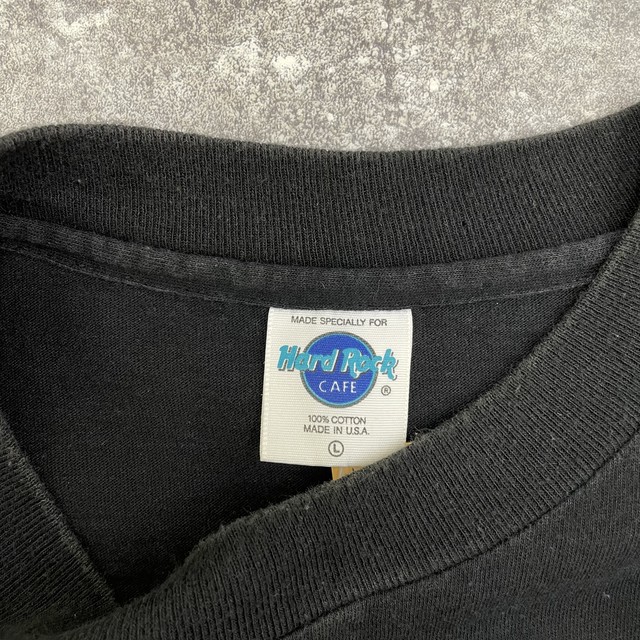 MADE SPECIALLY FOR
Hard Rock
CAFE ®
100% COTTON
MADE IN U.S.A.
L